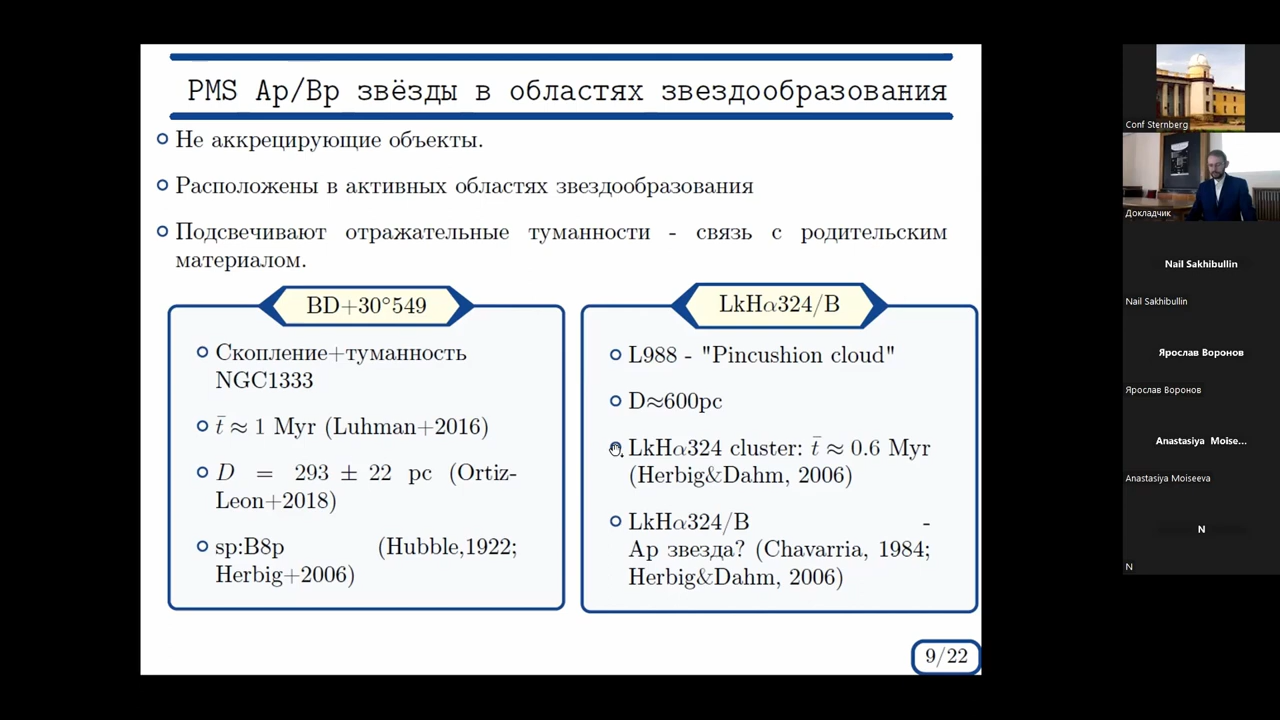 PMS Ap/Bp звёзды в областях звездообразования
Не аккрецирующие объекты.
Расположены в активных областях звездообразования
Подсвечивают отражательные туманности - связь с родительским
материалом.
BD+30°549
Скопление+туманность
NGC1333
t̄ ≈ 1 Myr (Luhman+2016)
D = 293 ± 22 pc (Ortiz-
Leon+2018)
sp:B8p (Hubble,1922;
Herbig+2006)
LkHα324/B
L988 - "Pincushion cloud"
D≈600pc
LkHα324 cluster: t̄ ≈ 0.6 Myr
(Herbig&Dahm, 2006)
LkHα324/B -
Ap звезда? (Chavarria, 1984;
Herbig&Dahm, 2006)
9/22
Conf Sternberg
Докладчик
Nail Sakhibullin
Nail Sakhibullin
Ярослав Воронов
Ярослав Воронов
Anastasiya Moise...
Anastasiya Moiseeva
N
N